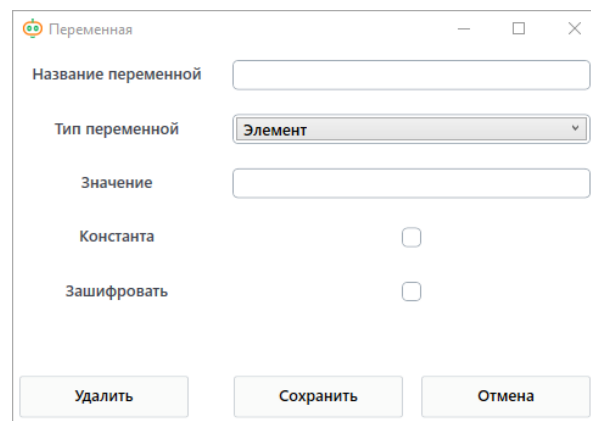 Переменная
Название переменной
Тип переменной Элемент
Значение
Константа
Зашифровать
Удалить Сохранить Отмена